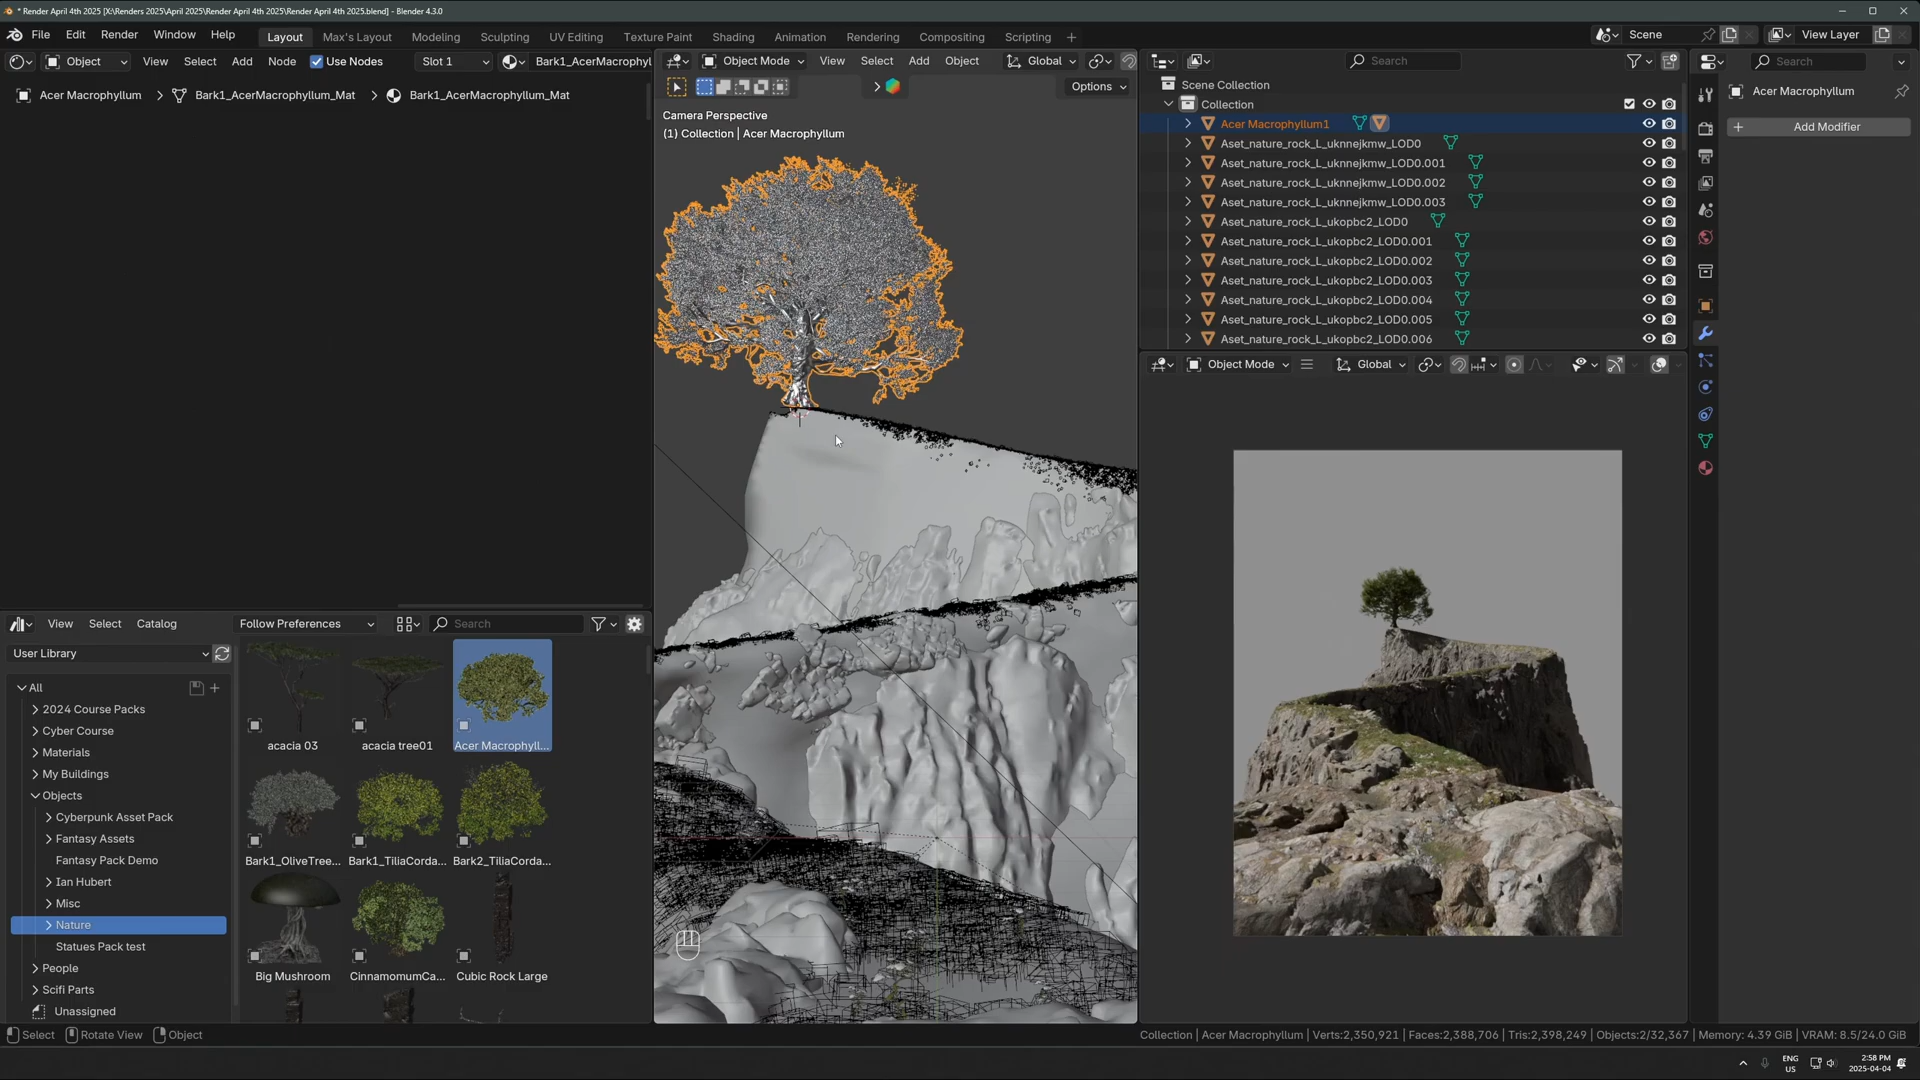 * Render April 4th 2025 [X:\Renders 2025\April 2025\Render April 4th 2025\Render April 4th 2025.blend] - Blender 4.3.0
File Edit Render Window Help Layout Max's Layout Modeling Sculpting UV Editing Texture Paint Shading Animation Rendering Compositing Scripting + Scene View Layer
Object View Select Add Node Use Nodes Slot 1 Bark1_AcerMacrophyl
Object Mode View Select Add Object Global
Search
Search
Acer Macrophyllum > Bark1_AcerMacrophyllum_Mat > Bark1_AcerMacrophyllum_Mat
Options
Acer Macrophyllum
Add Modifier
Camera Perspective
(1) Collection | Acer Macrophyllum
Scene Collection
Collection
Acer Macrophyllum1
Aset_nature_rock_L_uknnejkmw_LOD0
Aset_nature_rock_L_uknnejkmw_LOD0.001
Aset_nature_rock_L_uknnejkmw_LOD0.002
Aset_nature_rock_L_uknnejkmw_LOD0.003
Aset_nature_rock_L_ukopbc2_LOD0
Aset_nature_rock_L_ukopbc2_LOD0.001
Aset_nature_rock_L_ukopbc2_LOD0.002
Aset_nature_rock_L_ukopbc2_LOD0.003
Aset_nature_rock_L_ukopbc2_LOD0.004
Aset_nature_rock_L_ukopbc2_LOD0.005
Aset_nature_rock_L_ukopbc2_LOD0.006
Object Mode Global
View Select Catalog Follow Preferences Search
User Library
All
2024 Course Packs
Cyber Course
Materials
My Buildings
Objects
Cyberpunk Asset Pack
Fantasy Assets
Fantasy Pack Demo
Ian Hubert
Misc
Nature
Statues Pack test
People
Scifi Parts
Unassigned
acacia 03 acacia tree01 Acer Macrophyll...
Bark1_OliveTree... Bark1_TiliaCorda... Bark2_TiliaCorda...
Big Mushroom CinnamomumCa... Cubic Rock Large
Select Rotate View Object
Collection | Acer Macrophyllum | Verts:2,350,921 | Faces:2,388,706 | Tris:2,398,249 | Objects:2/32,367 | Memory: 4.39 GiB | VRAM: 8.5/24.0 GiB
ENG
US
2:58 PM
2025-04-04